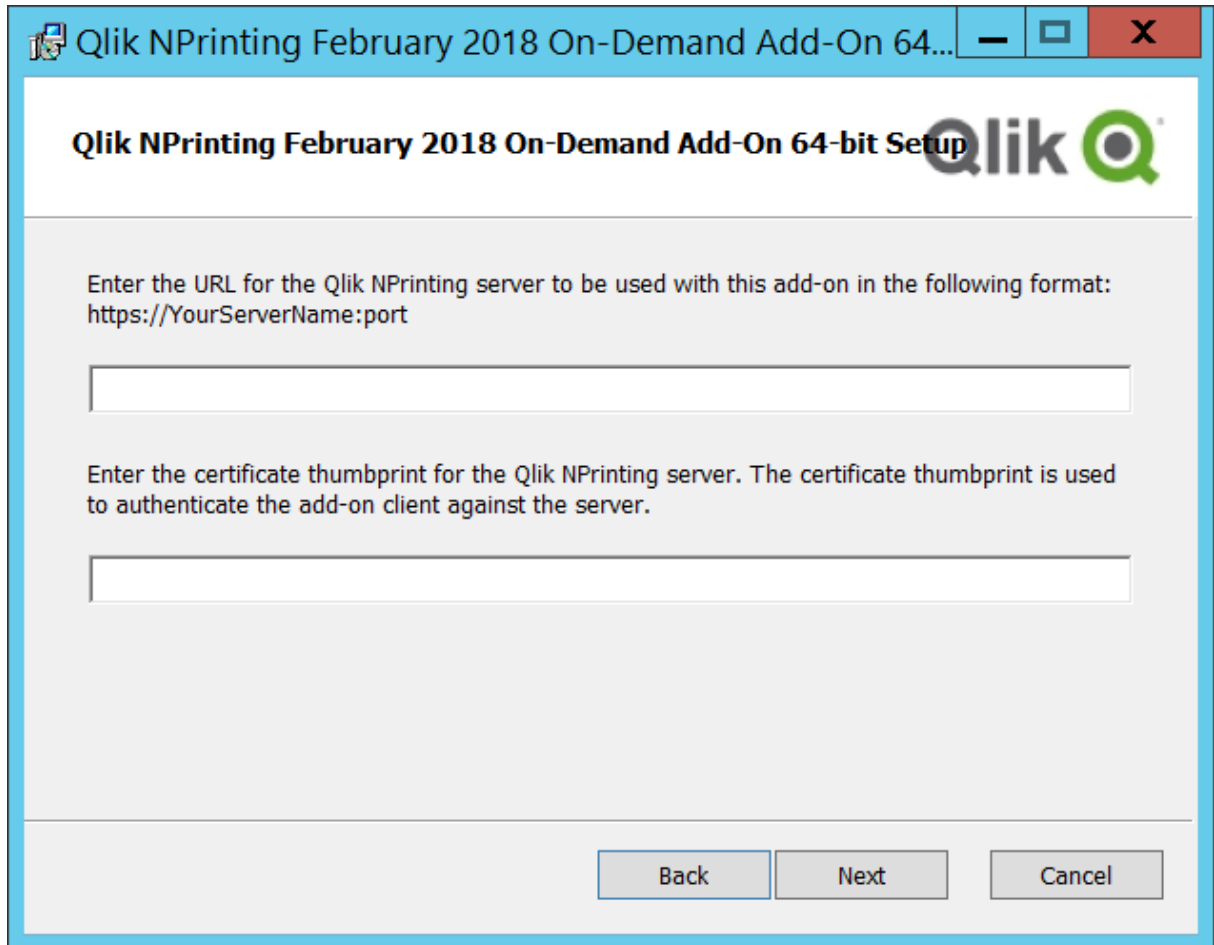 Qlik NPrinting February 2018 On-Demand Add-On 64...
Qlik NPrinting February 2018 On-Demand Add-On 64-bit Setup
Qlik
Enter the URL for the Qlik NPrinting server to be used with this add-on in the following format:
https://YourServerName:port
Enter the certificate thumbprint for the Qlik NPrinting server. The certificate thumbprint is used
to authenticate the add-on client against the server.
Back Next Cancel